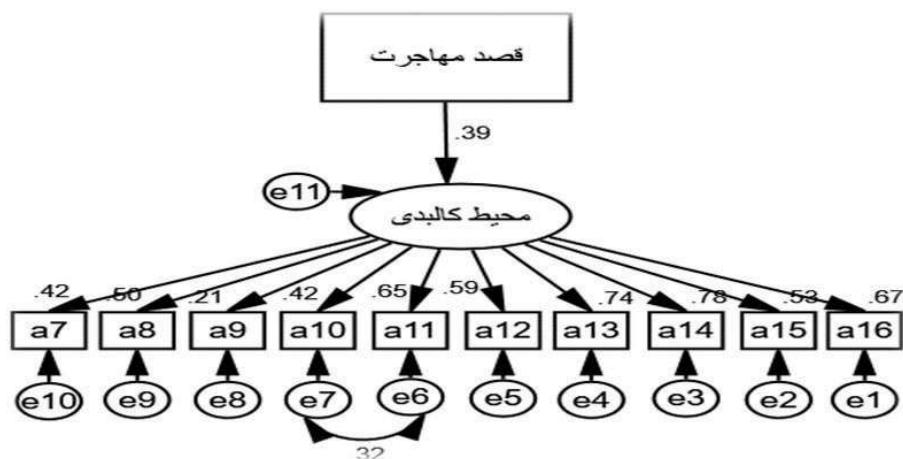 قصد مهاجرت
.39
e11
محیط کالبدی
.42 .50 .21 .42 .65 .59 .74 .78 .53 .67
a7 a8 a9 a10 a11 a12 a13 a14 a15 a16
e10 e9 e8 e7 e6 e5 e4 e3 e2 e1
32